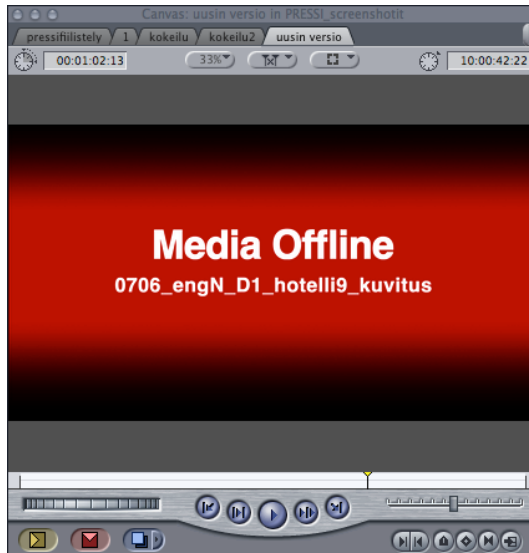 Canvas: uusin versio in PRESSI_screenshotit
pressifiilistely 1 kokeilu kokeilu2 uusin versio
00:01:02:13 33% 10:00:42:22
Media Offline
0706_engN_D1_hotelli9_kuvitus